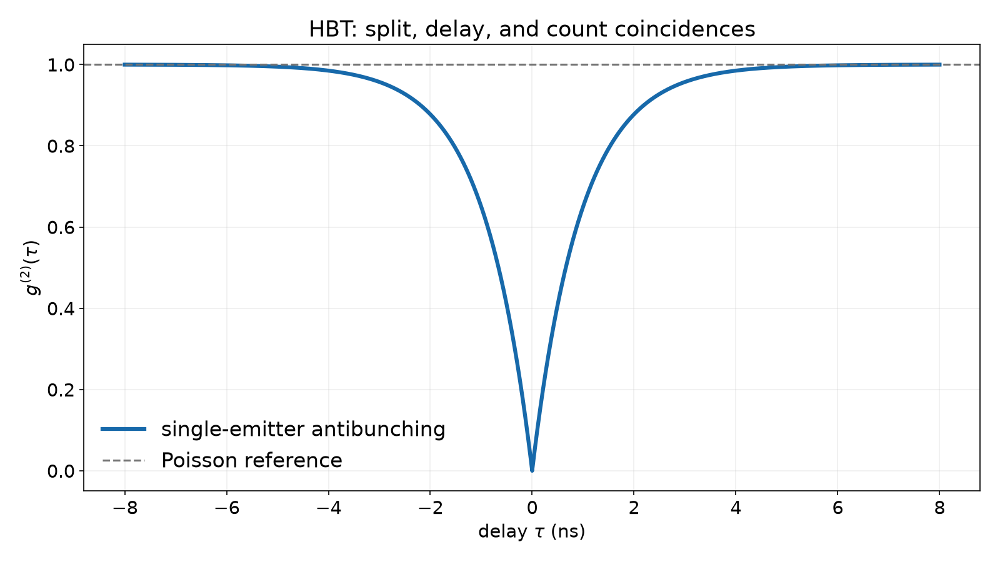 HBT: split, delay, and count coincidences
1.0
0.8
0.6
0.4
0.2
0.0
g^{(2)}(τ)
single-emitter antibunching
Poisson reference
−8 −6 −4 −2 0 2 4 6 8
delay τ (ns)